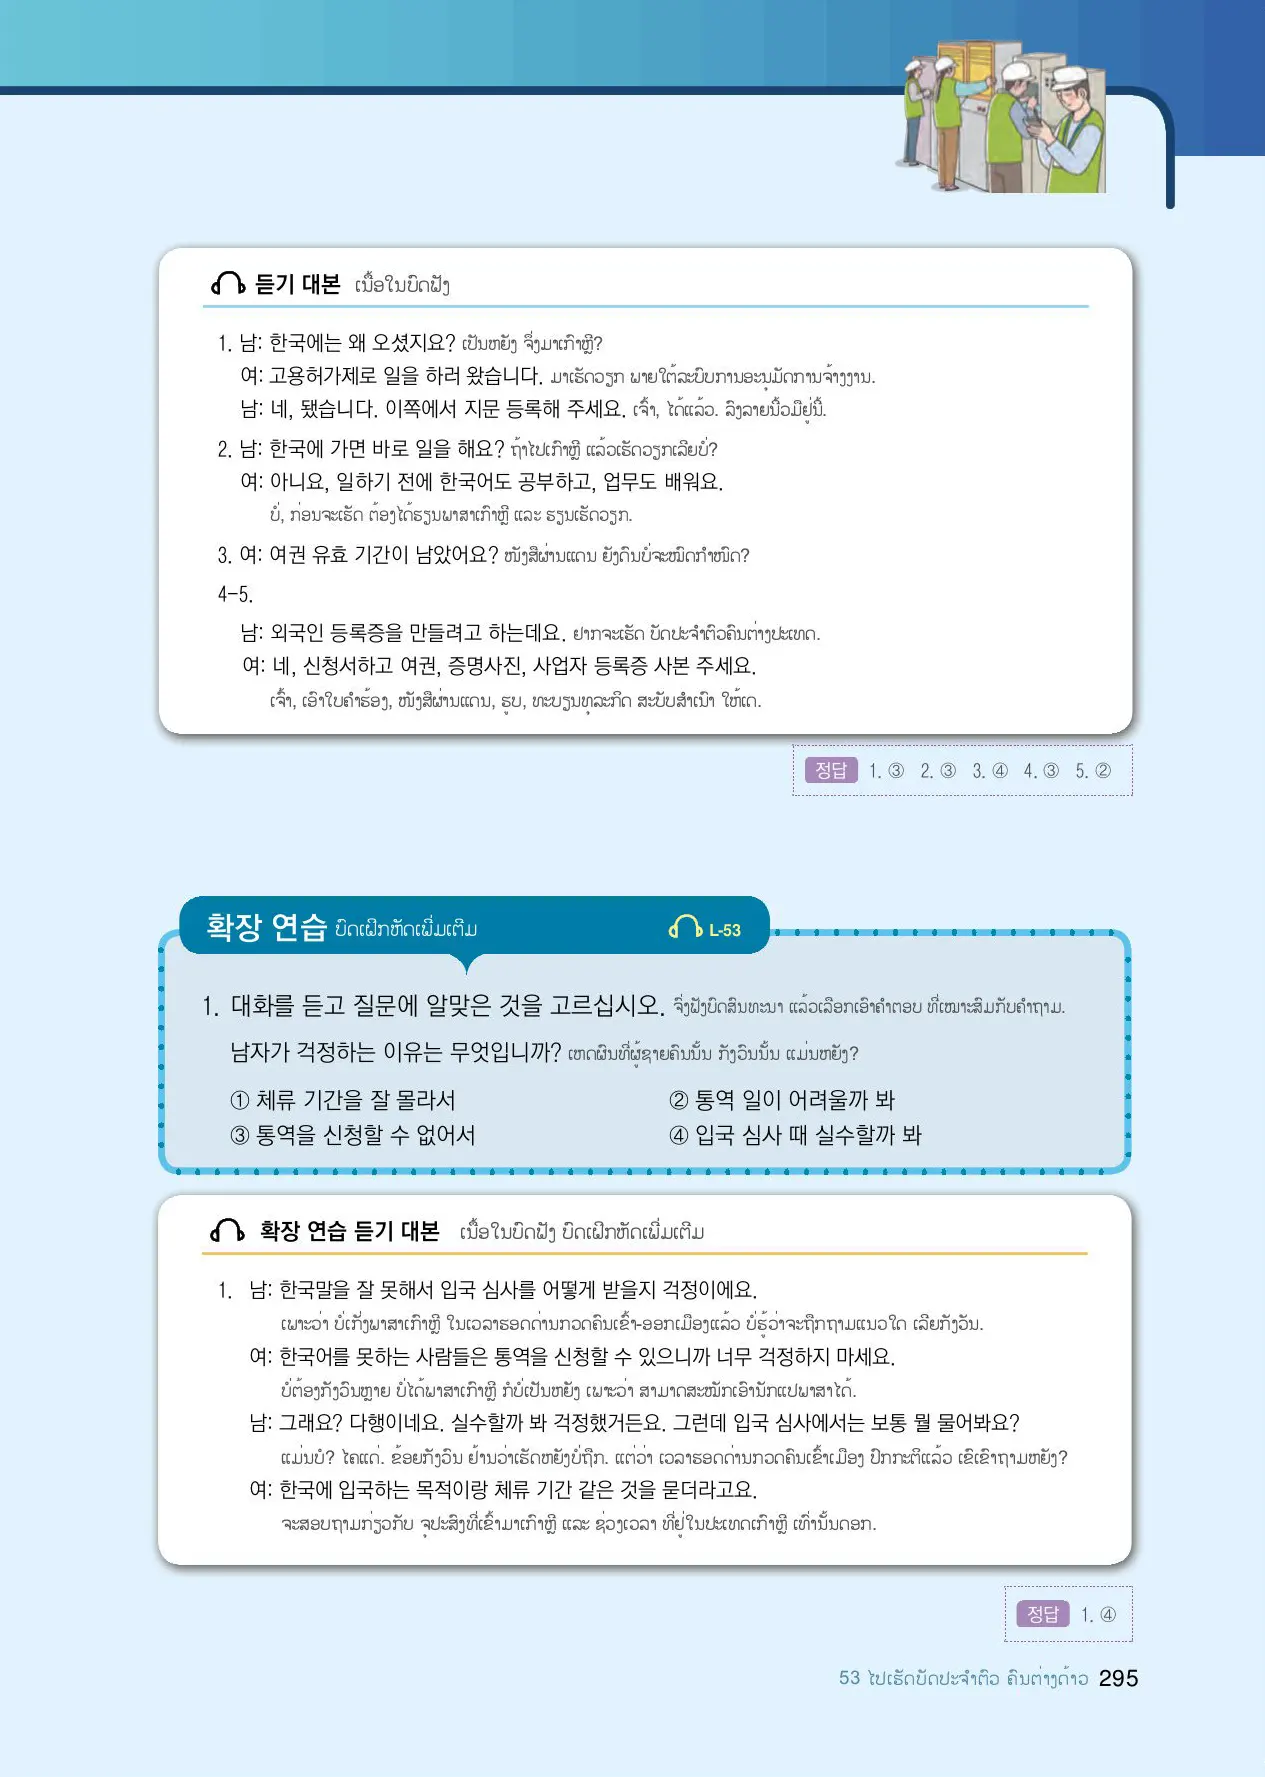 듣기 대본 ເນື້ອໃນບົດຟັງ
1. 남: 한국에는 왜 오셨지요? ເປັນຫຍັງ ຈຶ່ງມາເກົາຫຼີ?
여: 고용허가제로 일을 하러 왔습니다. ມາເຮັດວຽກ ພາຍໃຕ້ລະບົບການອະນຸມັດການຈ້າງງານ.
남: 네, 됐습니다. 이쪽에서 지문 등록해 주세요. ເຈົ້າ, ໄດ້ແລ້ວ. ລົງລາຍນິ້ວມືຢູ່ນີ້.
2. 남: 한국에 가면 바로 일을 해요? ຖ້າໄປເກົາຫຼີ ແລ້ວເຮັດວຽກເລີຍບໍ່?
여: 아니요, 일하기 전에 한국어도 공부하고, 업무도 배워요.
ບໍ່, ກ່ອນຈະເຮັດ ຕ້ອງໄດ້ຮຽນພາສາເກົາຫຼີ ແລະ ຮຽນເຮັດວຽກ.
3. 여: 여권 유효 기간이 남았어요? ໜັງສືຜ່ານແດນ ຍັງດົນບໍ່ຈະໝົດກຳໜົດ?
4-5.
남: 외국인 등록증을 만들려고 하는데요. ຢາກຈະເຮັດ ບັດປະຈຳຕົວຄົນຕ່າງປະເທດ.
여: 네, 신청서하고 여권, 증명사진, 사업자 등록증 사본 주세요.
ເຈົ້າ, ເອົາໃບຄຳຮ້ອງ, ໜັງສືຜ່ານແດນ, ຮູບ, ທະບຽນທຸລະກິດ ສະບັບສຳເນົາ ໃຫ້ເດ.
정답 1. ③ 2. ③ 3. ④ 4. ③ 5. ②
확장 연습 ບົດເຝິກຫັດເພີ່ມເຕີມ L-53
1. 대화를 듣고 질문에 알맞은 것을 고르십시오. ຈົ່ງຟັງບົດສົນທະນາ ແລ້ວເລືອກເອົາຄຳຕອບ ທີ່ເໝາະສົມກັບຄຳຖາມ.
남자가 걱정하는 이유는 무엇입니까? ເຫດຜົນທີ່ຜູ້ຊາຍຄົນນັ້ນ ກັງວົນນັ້ນ ແມ່ນຫຍັງ?
① 체류 기간을 잘 몰라서 ② 통역 일이 어려울까 봐
③ 통역을 신청할 수 없어서 ④ 입국 심사 때 실수할까 봐
확장 연습 듣기 대본 ເນື້ອໃນບົດຟັງ ບົດເຝິກຫັດເພີ່ມເຕີມ
1. 남: 한국말을 잘 못해서 입국 심사를 어떻게 받을지 걱정이에요.
ເພາະວ່າ ບໍ່ເກັ່ງພາສາເກົາຫຼີ ໃນເວລາຮອດດ່ານກວດຄົນເຂົ້າ-ອອກເມືອງແລ້ວ ບໍ່ຮູ້ວ່າຈະຖືກຖາມແນວໃດ ເລີຍກັງວັນ.
여: 한국어를 못하는 사람들은 통역을 신청할 수 있으니까 너무 걱정하지 마세요.
ບໍ່ຕ້ອງກັງວົນຫຼາຍ ບໍ່ໄດ້ພາສາເກົາຫຼີ ກໍບໍ່ເປັນຫຍັງ ເພາະວ່າ ສາມາດສະໝັກເອົານັກແປພາສາໄດ້.
남: 그래요? 다행이네요. 실수할까 봐 걱정했거든요. 그런데 입국 심사에서는 보통 뭘 물어봐요?
ແມ່ນບໍ? ໄຄແດ່. ຂ້ອຍກັງວົນ ຢ້ານວ່າເຮັດຫຍັງບໍ່ຖືກ. ແຕ່ວ່າ ເວລາຮອດດ່ານກວດຄົນເຂົ້າເມືອງ ປົກກະຕິແລ້ວ ເຂົາເຈົ້າຖາມຫຍັງ?
여: 한국에 입국하는 목적이랑 체류 기간 같은 것을 묻더라고요.
ຈະສອບຖາມກ່ຽວກັບ ຈຸປະສົງທີ່ເຂົ້າມາເກົາຫຼີ ແລະ ຊ່ວງເວລາ ທີ່ຢູ່ໃນປະເທດເກົາຫຼີ ເທົ່ານັ້ນດອກ.
정답 1. ④
53 ໄປເຮັດບັດປະຈຳຕົວ ຄົນຕ່າງດ້າວ 295